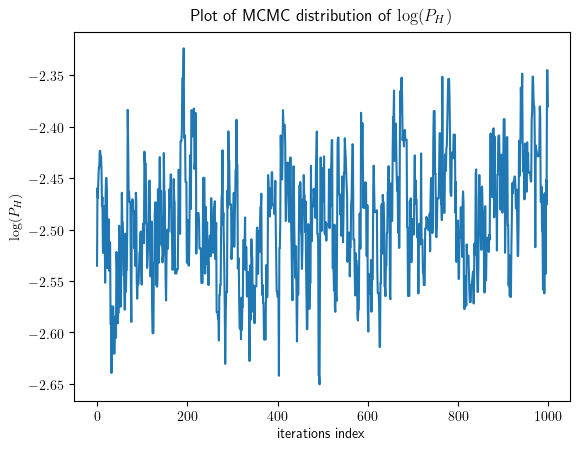 Plot of MCMC distribution of log(P_H)
log(P_H)
−2.35
−2.40
−2.45
−2.50
−2.55
−2.60
−2.65
0 200 400 600 800 1000
iterations index